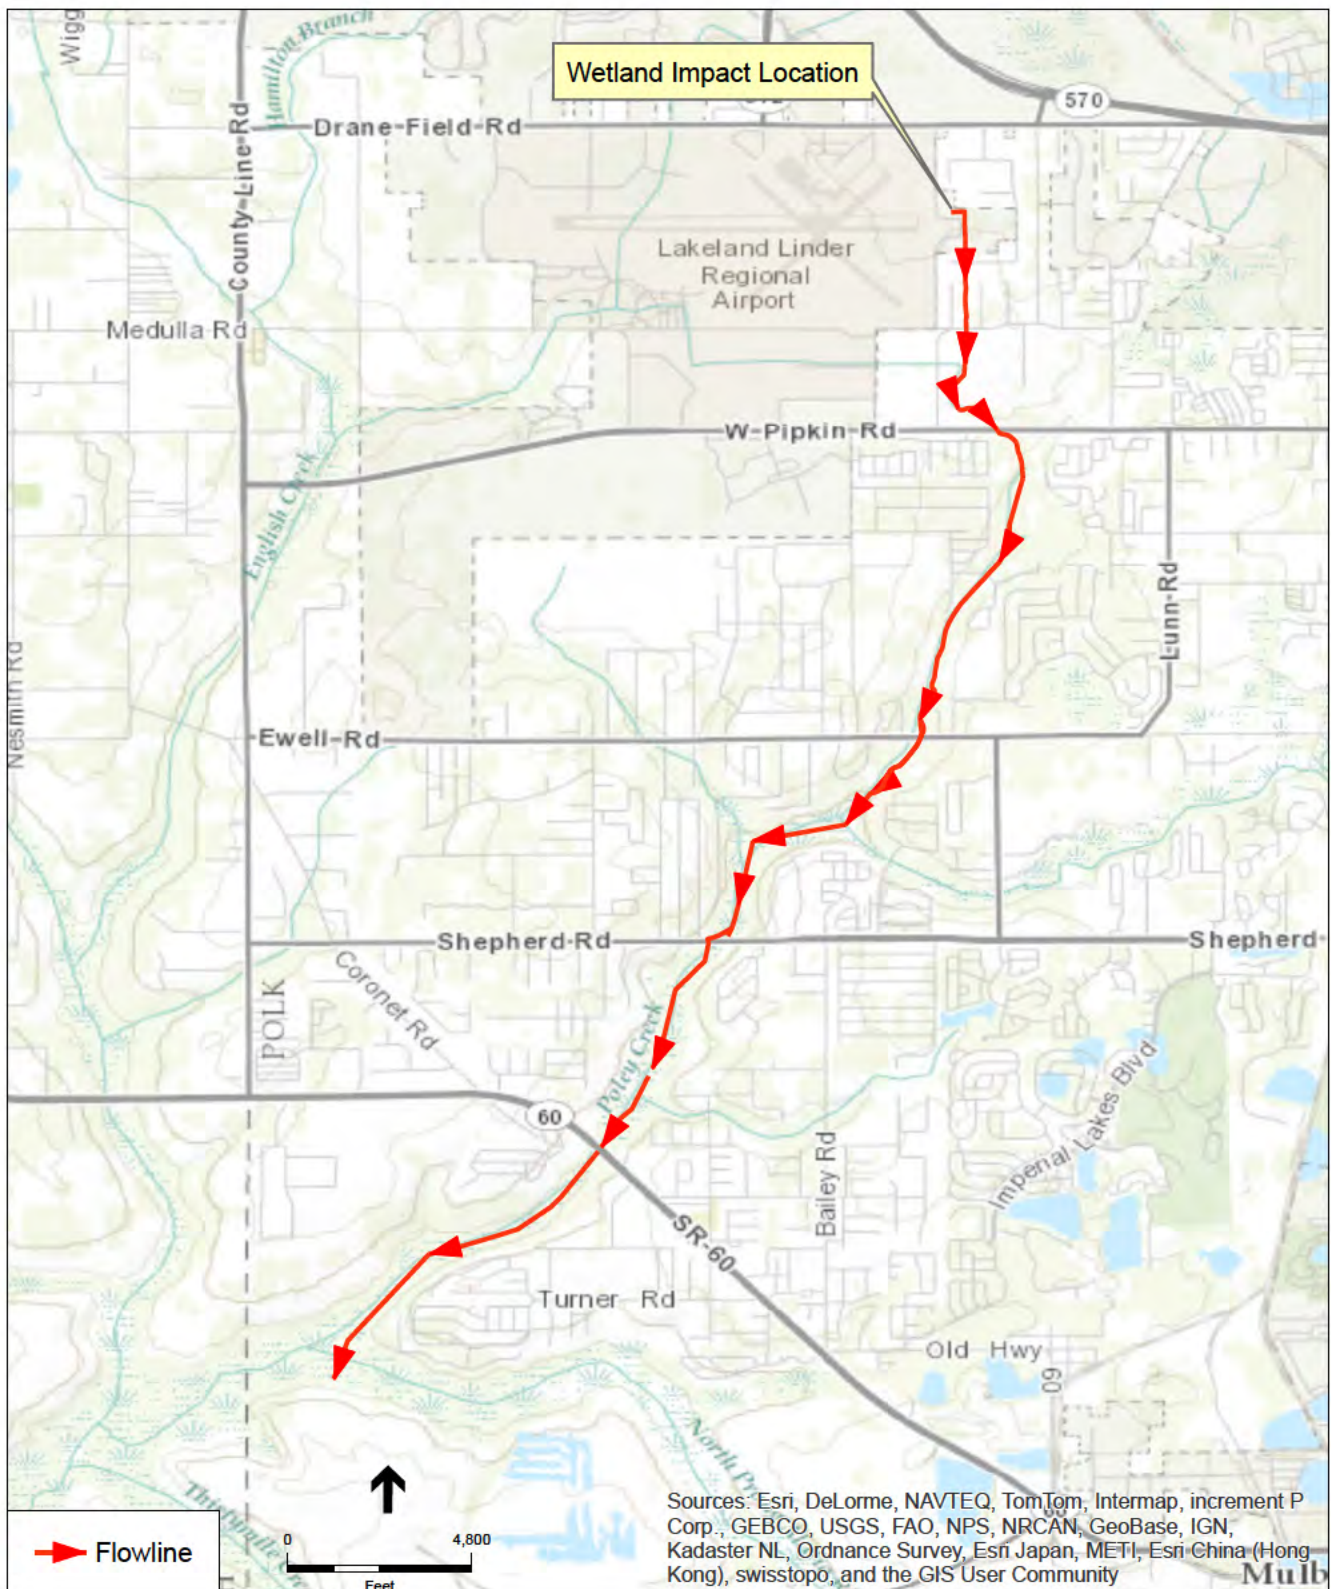 Wigg
Hamilton Branch
Wetland Impact Location
570
County-Line-Rd
Drane-Field-Rd
Lakeland Linder
Regional
Airport
Medulla Rd
W-Pipkin-Rd
English Creek
Lunn-Rd
Nesmith Rd
Ewell-Rd
Shepherd-Rd
Shepherd-
POLK
Coronet Rd
Poley Creek
60
Imperial Lakes Blvd
Bailey Rd
SR-60
Turner Rd
Old Hwy
60
North
0
4,800
Feet
Flowline
Sources: Esri, DeLorme, NAVTEQ, TomTom, Intermap, increment P
Corp., GEBCO, USGS, FAO, NPS, NRCAN, GeoBase, IGN,
Kadaster NL, Ordnance Survey, Esri Japan, METI, Esri China (Hong
Kong), swisstopo, and the GIS User Community
Mulb